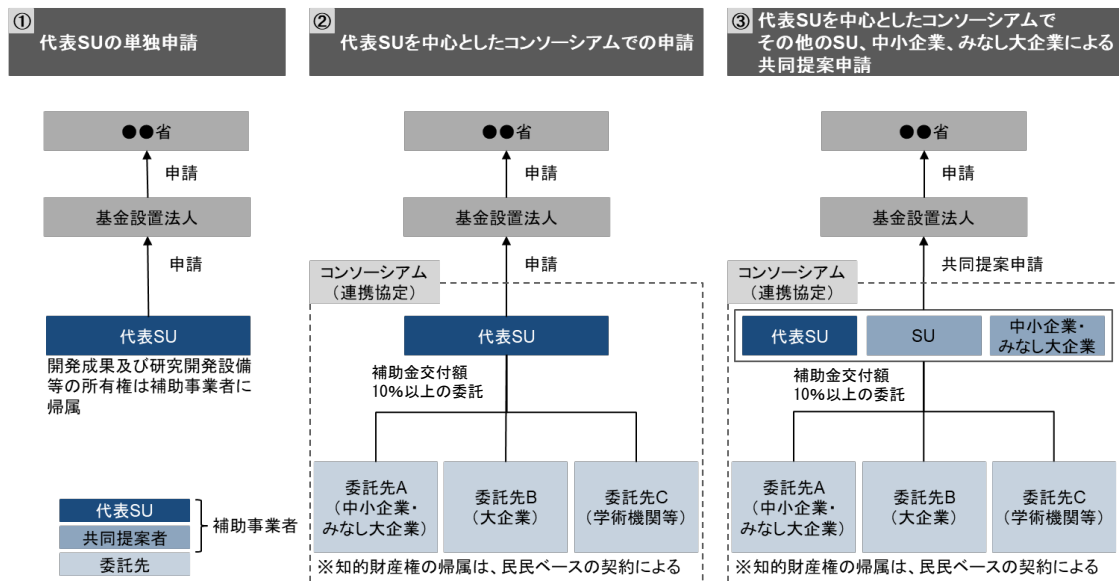 ①
代表SUの単独申請
●●省
申請
基金設置法人
申請
代表SU
開発成果及び研究開発設備
等の所有権は補助事業者に
帰属
代表SU
共同提案者
委託先
補助事業者
②
代表SUを中心としたコンソーシアムでの申請
●●省
申請
基金設置法人
申請
コンソーシアム
（連携協定）
代表SU
補助金交付額
10%以上の委託
委託先A
（中小企業・
みなし大企業）
委託先B
（大企業）
委託先C
（学術機関等）
※知的財産権の帰属は、民民ベースの契約による
③
代表SUを中心としたコンソーシアムで
その他のSU、中小企業、みなし大企業による
共同提案申請
●●省
申請
基金設置法人
共同提案申請
コンソーシアム
（連携協定）
代表SU
SU
中小企業・
みなし大企業
補助金交付額
10%以上の委託
委託先A
（中小企業・
みなし大企業）
委託先B
（大企業）
委託先C
（学術機関等）
※知的財産権の帰属は、民民ベースの契約による